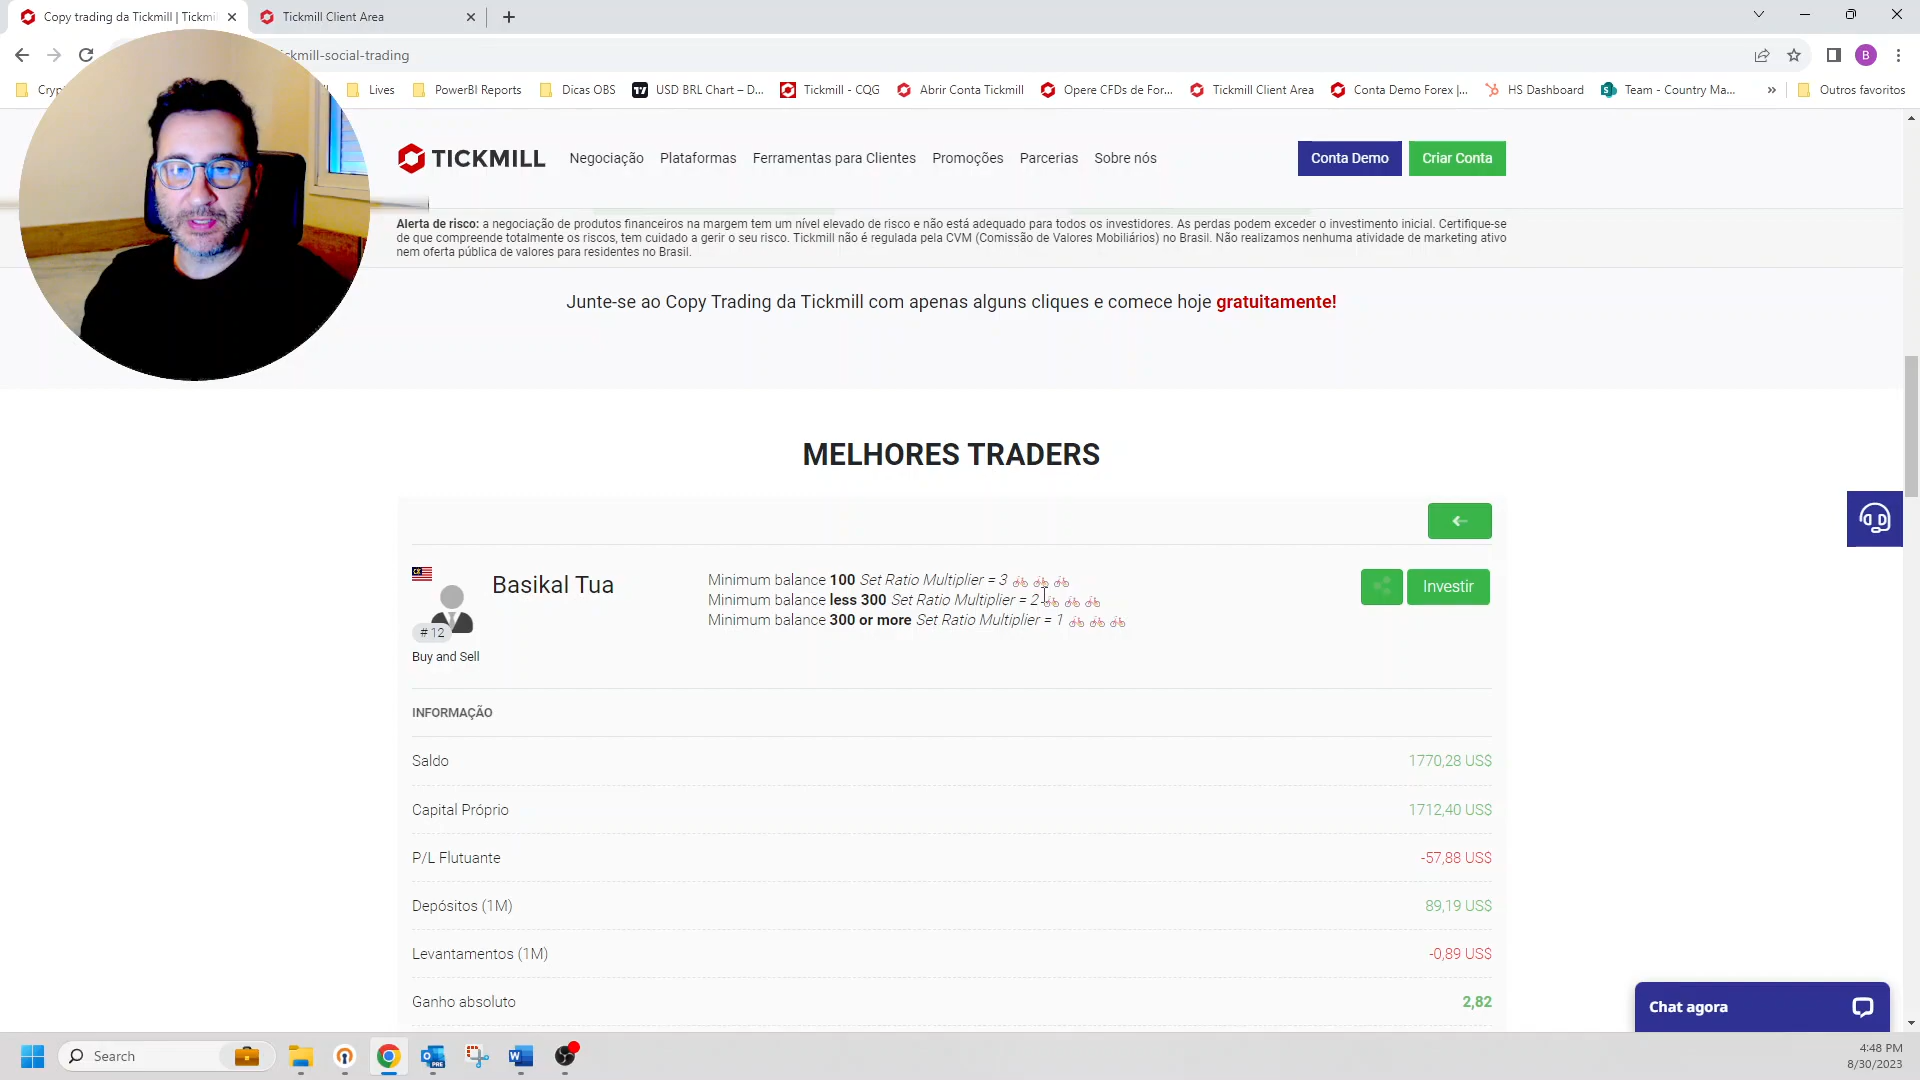 Copy trading da Tickmill | Tickmi
Tickmill Client Area
ickmill-social-trading
B
Cryp
Lives
PowerBI Reports
Dicas OBS
USD BRL Chart – D...
Tickmill - CQG
Abrir Conta Tickmill
Opere CFDs de For...
Tickmill Client Area
Conta Demo Forex |...
HS Dashboard
Team - Country Ma...
»
Outros favoritos
TICKMILL
Negociação
Plataformas
Ferramentas para Clientes
Promoções
Parcerias
Sobre nós
Conta Demo
Criar Conta
Alerta de risco: a negociação de produtos financeiros na margem tem um nível elevado de risco e não está adequado para todos os investidores. As perdas podem exceder o investimento inicial. Certifique-se
de que compreende totalmente os riscos, tem cuidado a gerir o seu risco. Tickmill não é regulada pela CVM (Comissão de Valores Mobiliários) no Brasil. Não realizamos nenhuma atividade de marketing ativo
nem oferta pública de valores para residentes no Brasil.
Junte-se ao Copy Trading da Tickmill com apenas alguns cliques e comece hoje gratuitamente!
MELHORES TRADERS
Basikal Tua
# 12
Buy and Sell
Minimum balance 100 Set Ratio Multiplier = 3
Minimum balance less 300 Set Ratio Multiplier = 2
Minimum balance 300 or more Set Ratio Multiplier = 1
Investir
INFORMAÇÃO
Saldo 1770,28 US$
Capital Próprio 1712,40 US$
P/L Flutuante -57,88 US$
Depósitos (1M) 89,19 US$
Levantamentos (1M) -0,89 US$
Ganho absoluto 2,82
Chat agora
Search
4:48 PM
8/30/2023